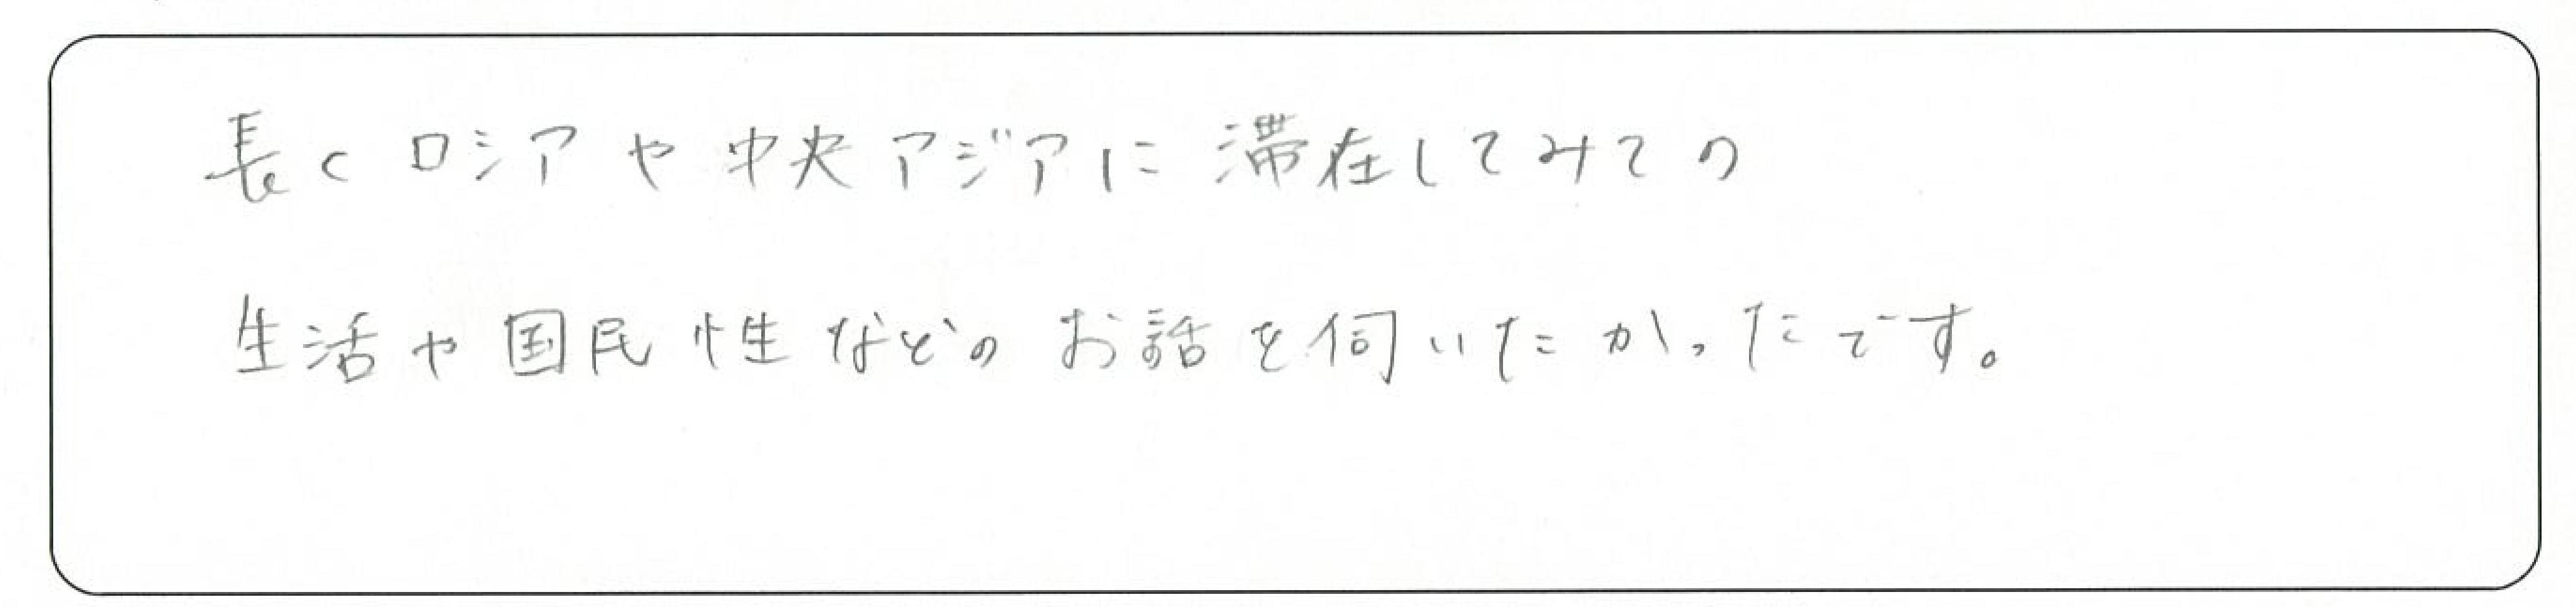 長くロシアや中央アジアに滞在してみての
生活や国民性などのお話を伺いたかったです。